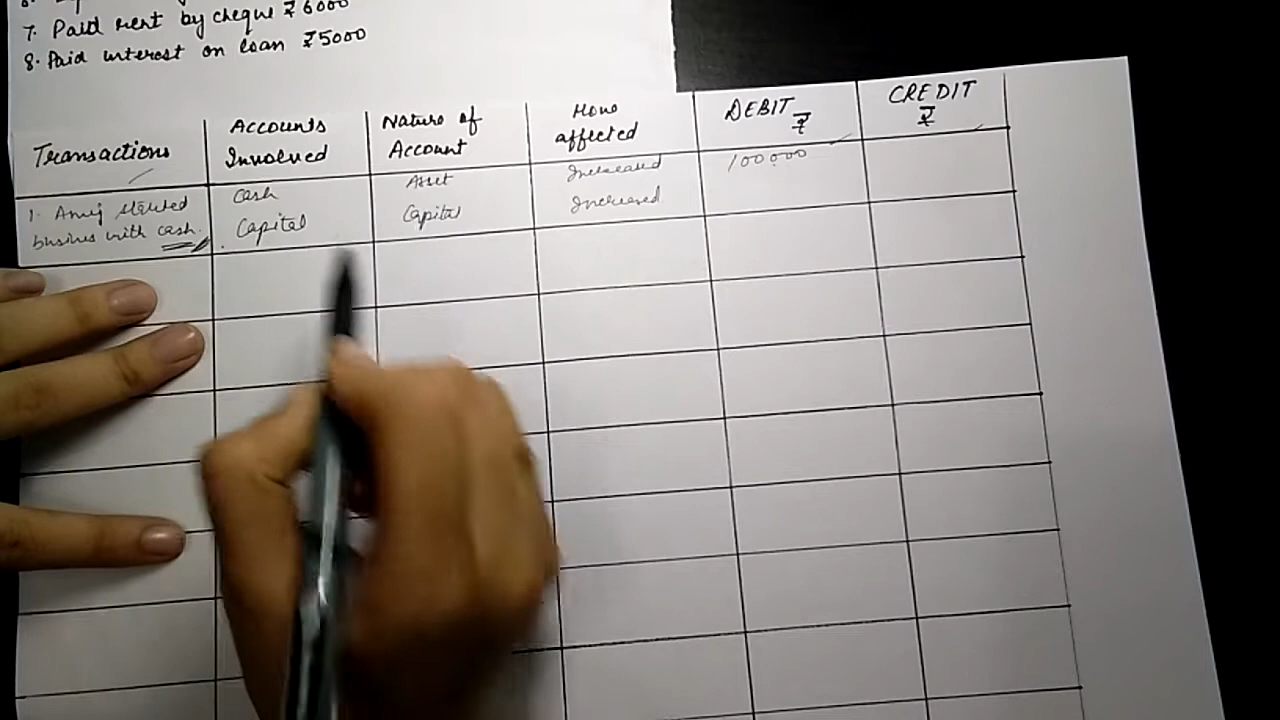 7. Paid rent by cheque ₹6000
8. Paid interest on loan ₹5000
Transactions
Accounts
Involved
Nature of
Account
How
affected
DEBIT
₹
CREDIT
₹
1. Anuj started
business with cash.
Cash
Asset
Increased
100000
Capital
Capital
Increased